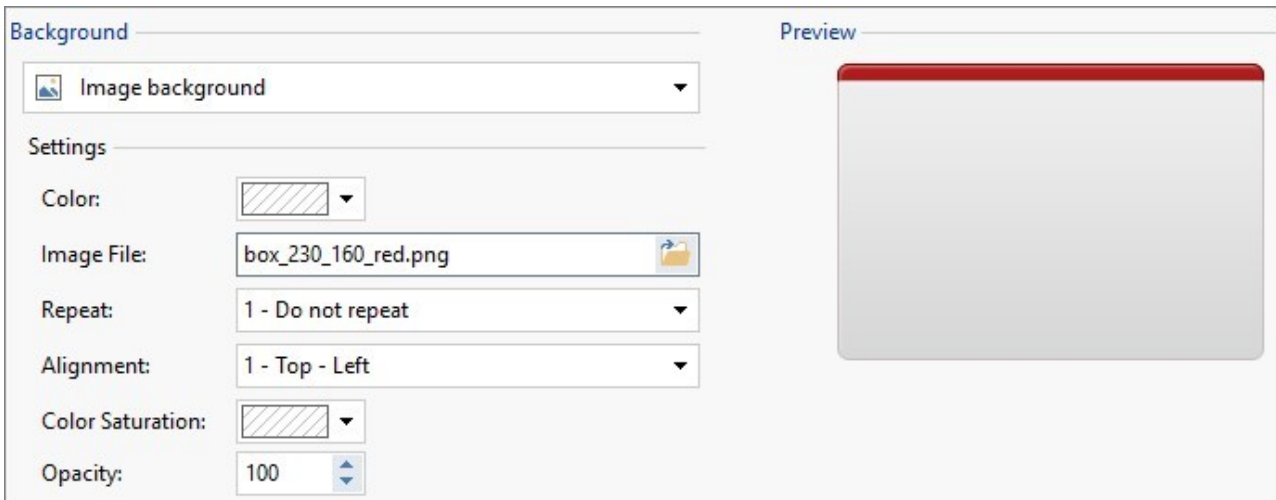 Background
Preview
Image background
Settings
Color:
Image File: box_230_160_red.png
Repeat: 1 - Do not repeat
Alignment: 1 - Top - Left
Color Saturation:
Opacity: 100